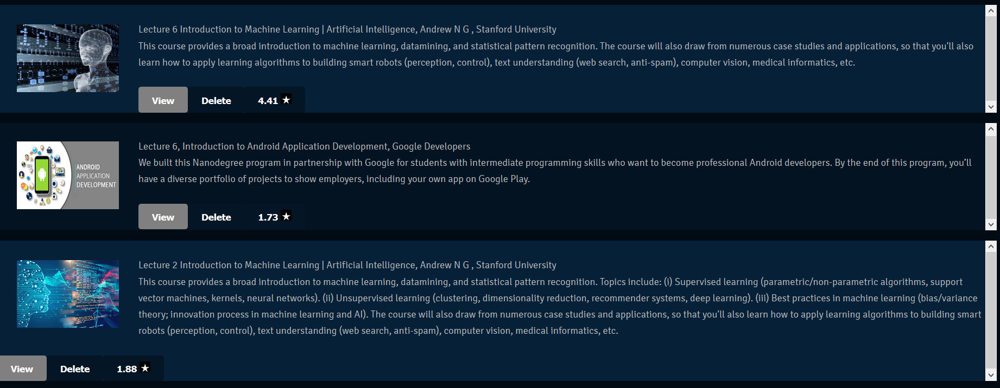 Lecture 6 Introduction to Machine Learning | Artificial Intelligence, Andrew N G , Stanford University
This course provides a broad introduction to machine learning, datamining, and statistical pattern recognition. The course will also draw from numerous case studies and applications, so that you'll also
learn how to apply learning algorithms to building smart robots (perception, control), text understanding (web search, anti-spam), computer vision, medical informatics, etc.
View Delete 4.41 ★
Lecture 6, Introduction to Android Application Development, Google Developers
We built this Nanodegree program in partnership with Google for students with intermediate programming skills who want to become professional Android developers. By the end of this program, you’ll
have a diverse portfolio of projects to show employers, including your own app on Google Play.
ANDROID
APPLICATION
DEVELOPMENT
View Delete 1.73 ★
Lecture 2 Introduction to Machine Learning | Artificial Intelligence, Andrew N G , Stanford University
This course provides a broad introduction to machine learning, datamining, and statistical pattern recognition. Topics include: (i) Supervised learning (parametric/non-parametric algorithms, support
vector machines, kernels, neural networks). (ii) Unsupervised learning (clustering, dimensionality reduction, recommender systems, deep learning). (iii) Best practices in machine learning (bias/variance
theory; innovation process in machine learning and AI). The course will also draw from numerous case studies and applications, so that you'll also learn how to apply learning algorithms to building smart
robots (perception, control), text understanding (web search, anti-spam), computer vision, medical informatics, etc.
View Delete 1.88 ★